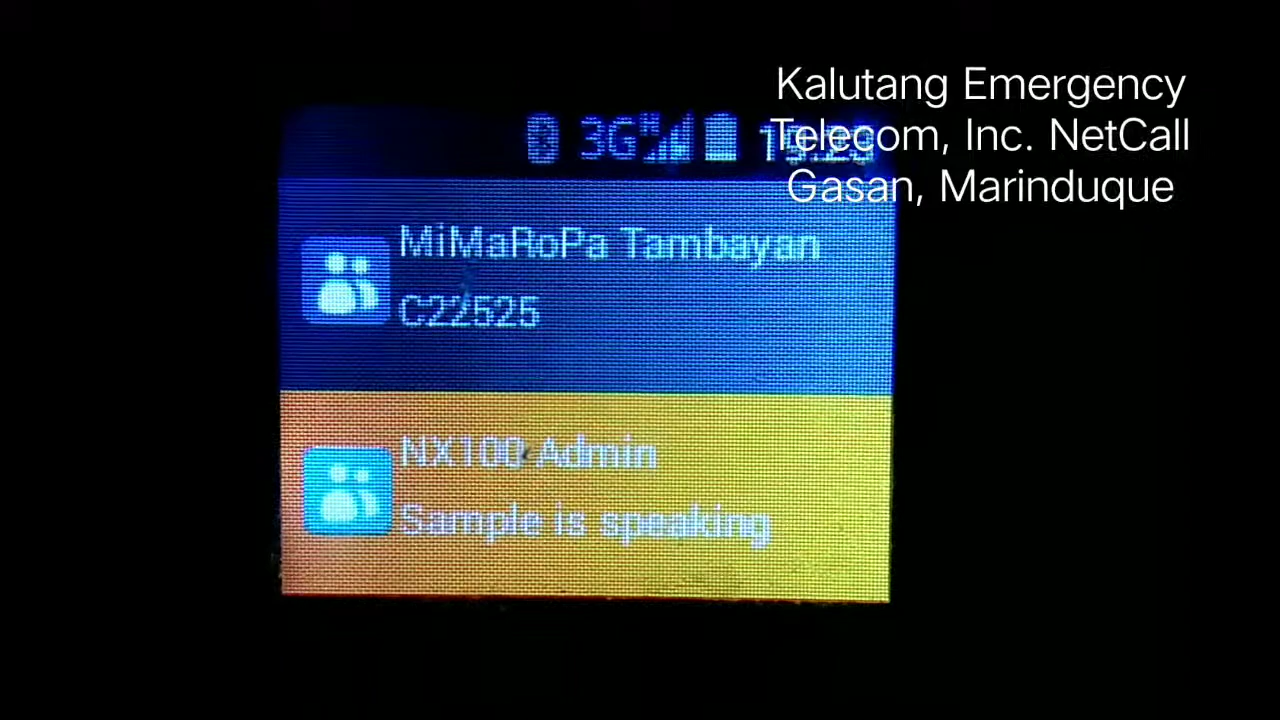 Kalutang Emergency
Telecom, Inc. NetCall
Gasan, Marinduque
3G
MiMaRoPa Tambayan
C22525
NX100 Admin
Sample is speaking